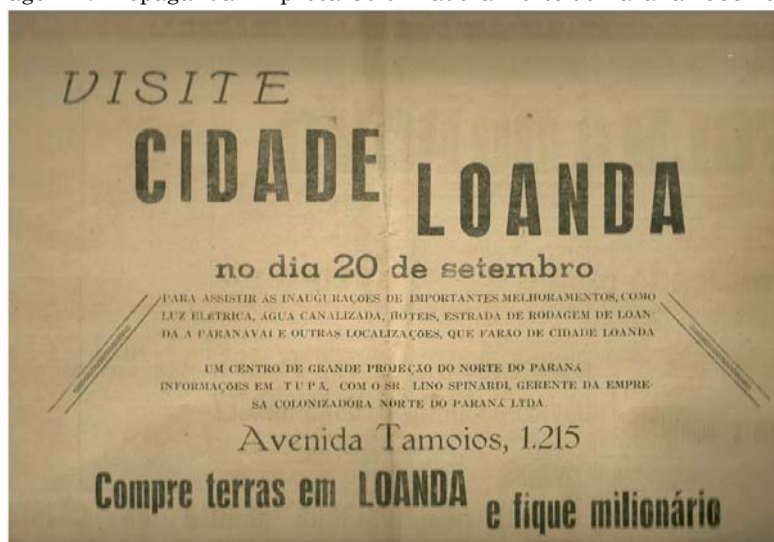 VISITE
CIDADE LOANDA
no dia 20 de setembro
PARA ASSISTIR ÁS INAUGURAÇÕES DE IMPORTANTES MELHORAMENTOS, COMO
LUZ ELÉTRICA, ÁGUA CANALIZADA, HOTEIS, ESTRADA DE RODAGEM DE LOAN-
DA A PARANAVAI E OUTRAS LOCALIZAÇÕES, QUE FARÃO DE CIDADE LOANDA
UM CENTRO DE GRANDE PROJEÇÃO DO NORTE DO PARANÁ
INFORMAÇÕES EM TUPÃ, COM O SR. LINO SPINARDI, GERENTE DA EMPRE-
SA COLONIZADORA NORTE DO PARANÁ LTDA.
Avenida Tamoios, 1.215
Compre terras em LOANDA e fique milionário